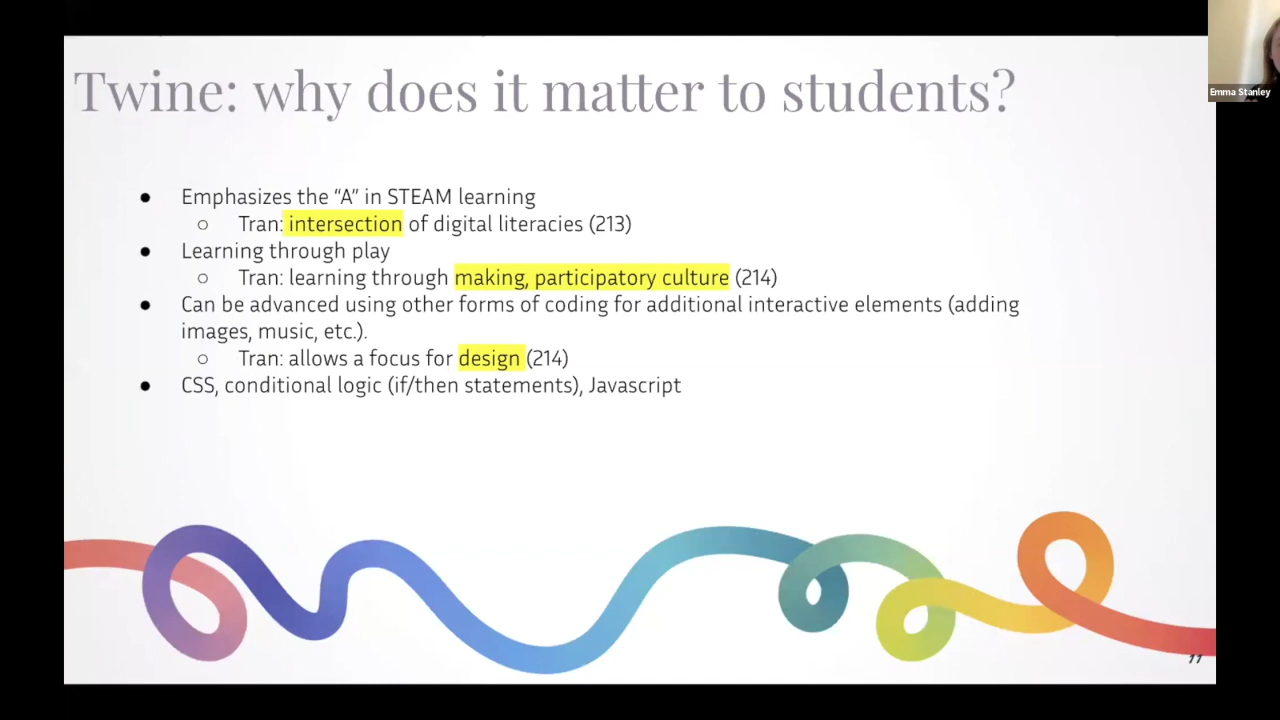 Twine: why does it matter to students?
Emma Stanley
● Emphasizes the “A” in STEAM learning
○ Tran: intersection of digital literacies (213)
● Learning through play
○ Tran: learning through making, participatory culture (214)
● Can be advanced using other forms of coding for additional interactive elements (adding
images, music, etc.).
○ Tran: allows a focus for design (214)
● CSS, conditional logic (if/then statements), Javascript
11